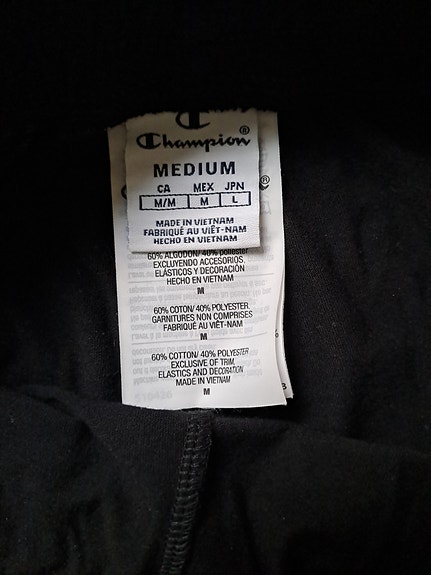 Champion®
MEDIUM
CA MEX JPN
M/M M L
MADE IN VIETNAM
FABRIQUÉ AU VIÊT-NAM
HECHO EN VIETNAM
60% ALGODON/ 40% poliester
EXCLUYENDO ACCESORIOS,
ELÁSTICOS Y DECORACIÓN
HECHO EN VIETNAM
M
60% COTON/ 40% POLYESTER
GARNITURES NON COMPRISES
FABRIQUÉ AU VIÊT-NAM
M
60% COTTON/ 40% POLYESTER
EXCLUSIVE OF TRIM,
ELASTICS AND DECORATION
MADE IN VIETNAM
M